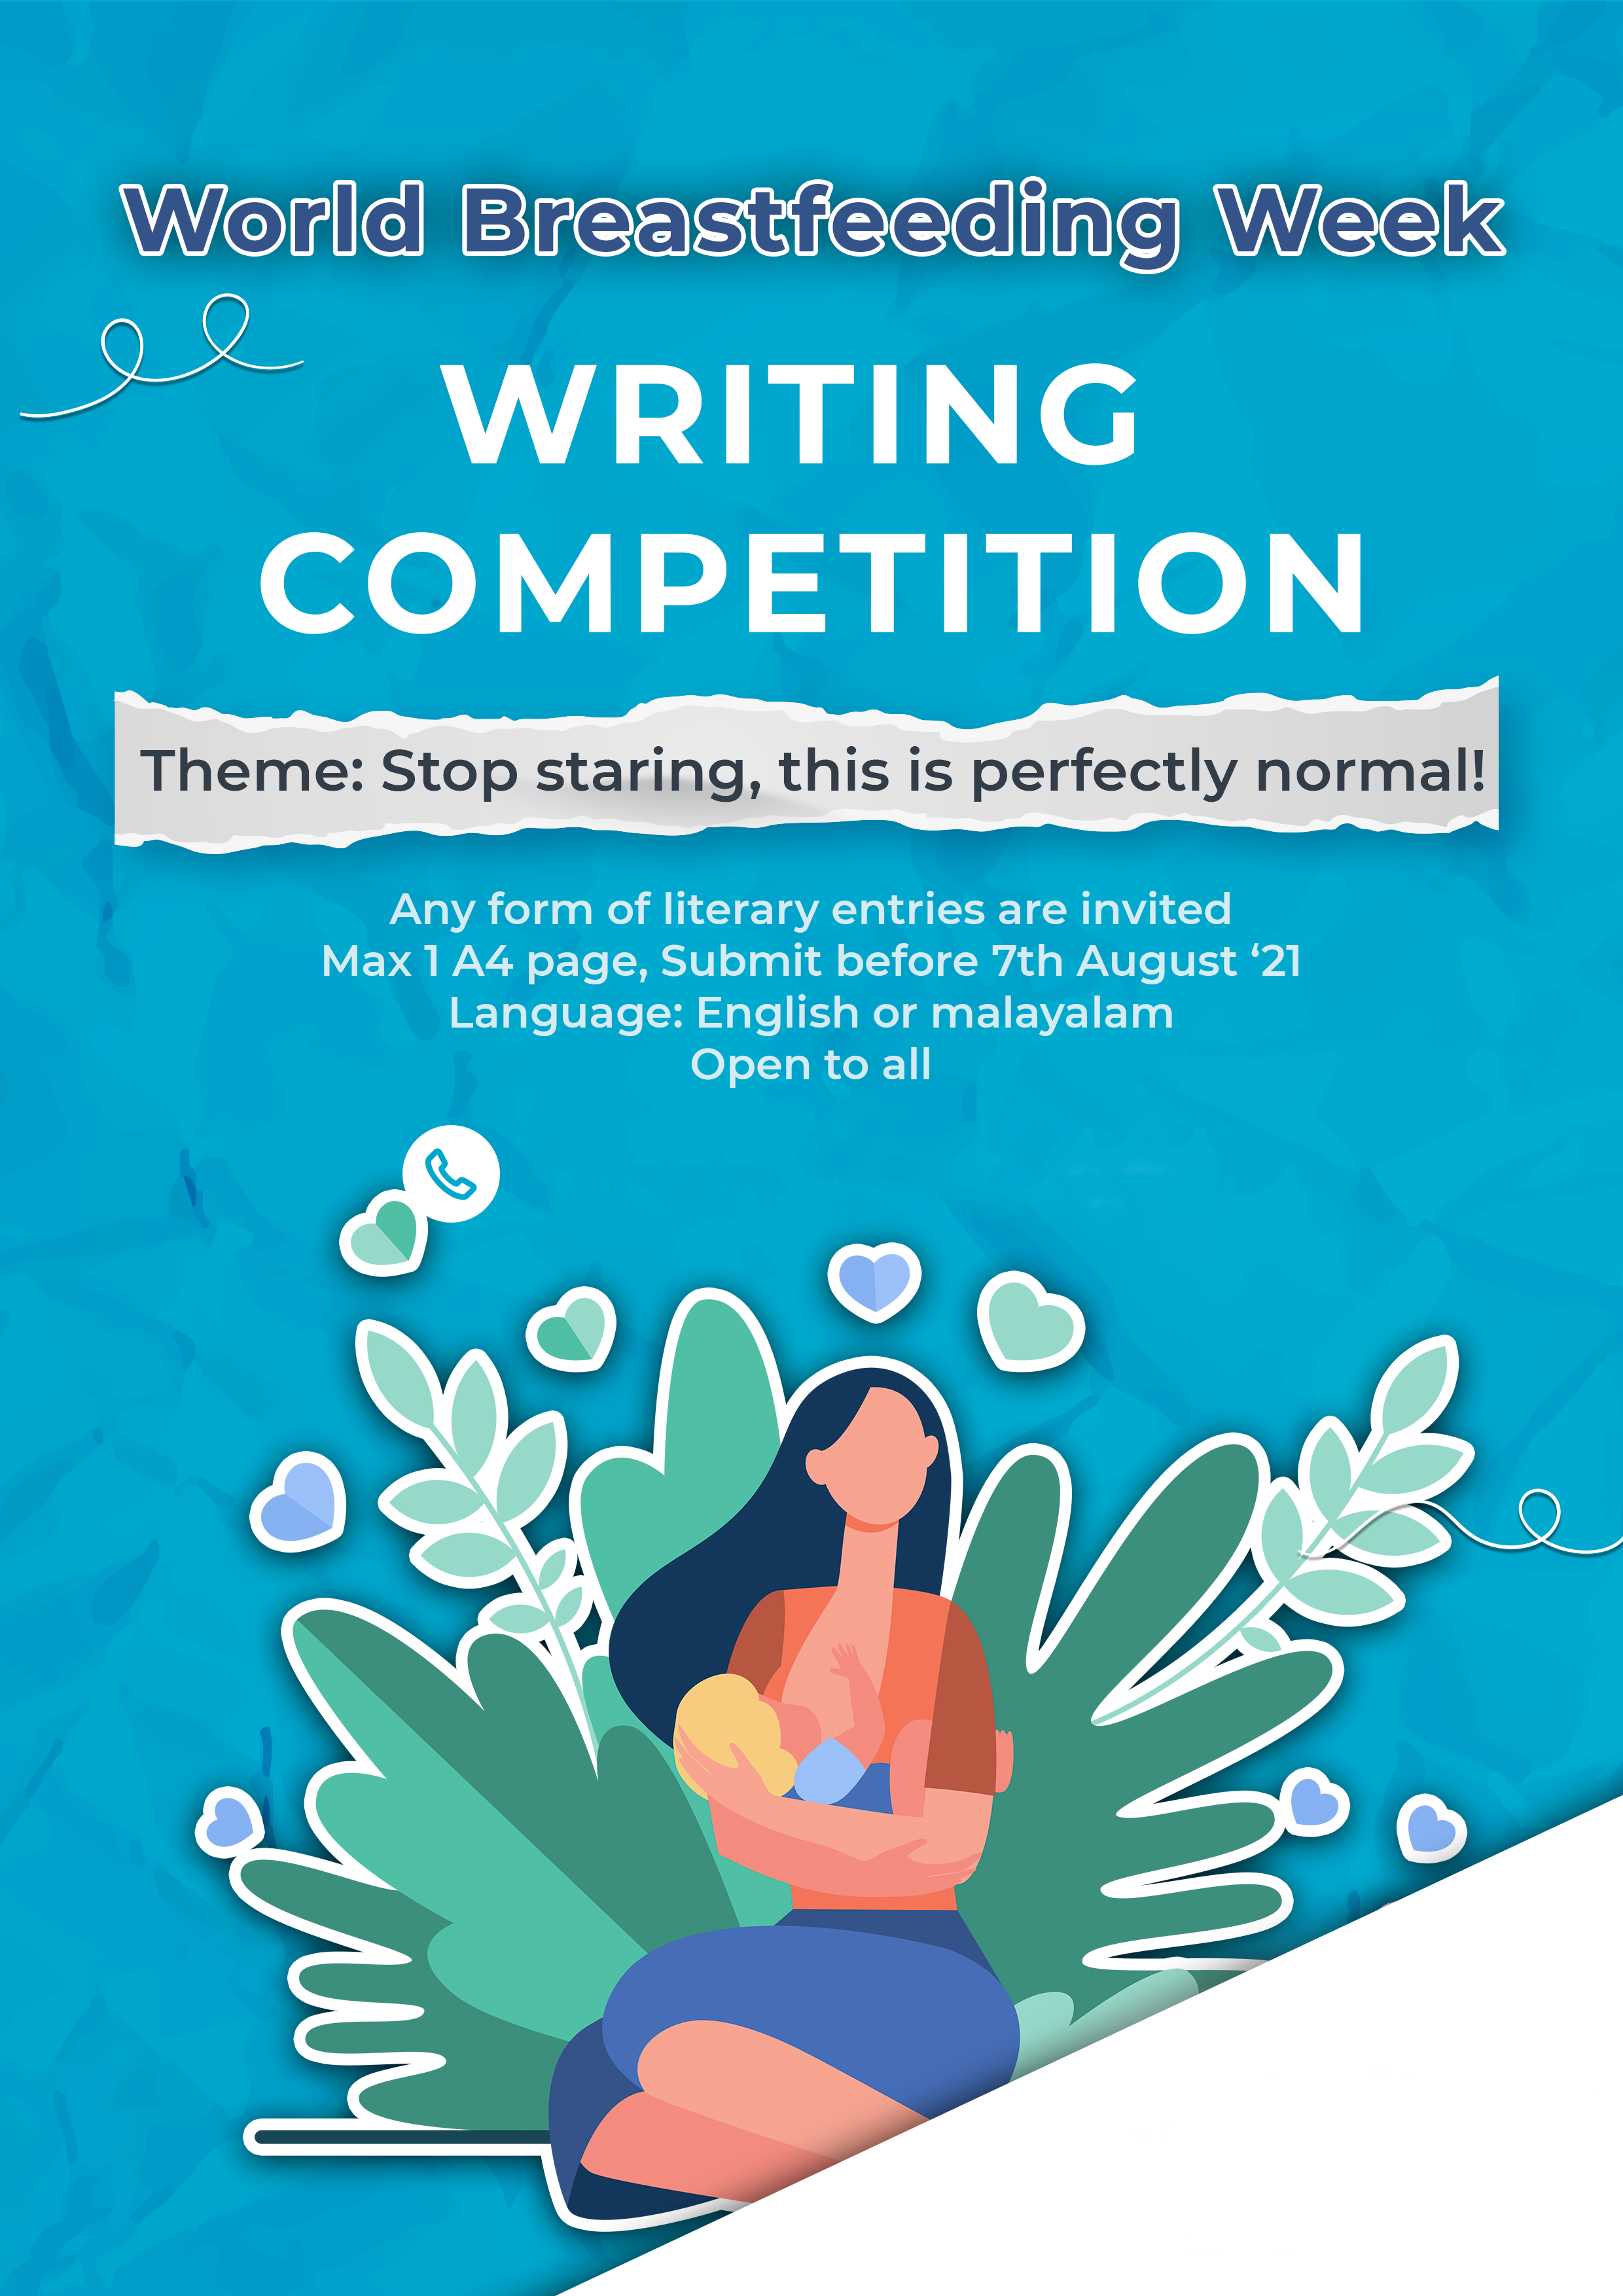 World Breastfeeding Week
WRITING
COMPETITION
Theme: Stop staring, this is perfectly normal!
Any form of literary entries are invited
Max 1 A4 page, Submit before 7th August ‘21
Language: English or malayalam
Open to all